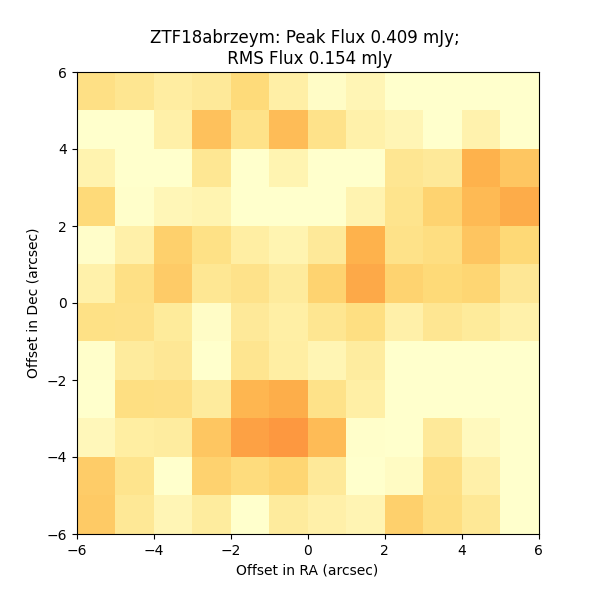 ZTF18abrzeym: Peak Flux 0.409 mJy;
RMS Flux 0.154 mJy
6
4
2
0
−2
−4
−6
Offset in Dec (arcsec)
−6 −4 −2 0 2 4 6
Offset in RA (arcsec)